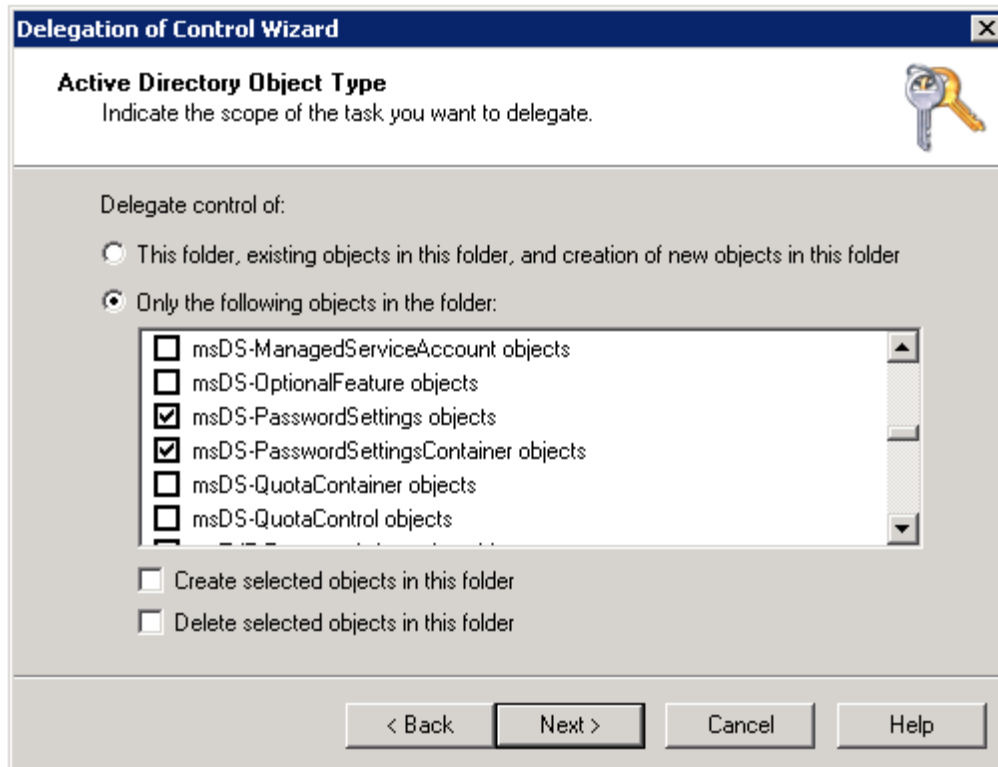 Delegation of Control Wizard
Active Directory Object Type
Indicate the scope of the task you want to delegate.
Delegate control of:
This folder, existing objects in this folder, and creation of new objects in this folder
Only the following objects in the folder:
msDS-ManagedServiceAccount objects
msDS-OptionalFeature objects
msDS-PasswordSettings objects
msDS-PasswordSettingsContainer objects
msDS-QuotaContainer objects
msDS-QuotaControl objects
Create selected objects in this folder
Delete selected objects in this folder
< Back Next > Cancel Help